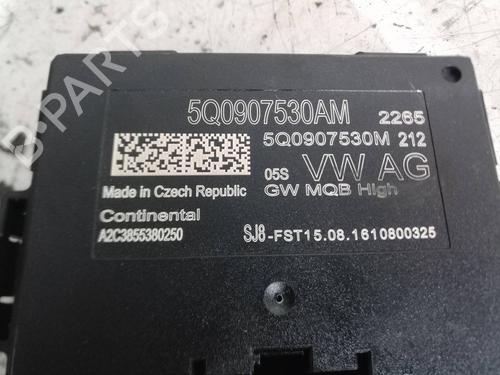 5Q0907530AM 2265
5Q0907530M 212
05S VW AG
Made in Czech Republic GW MQB High
Continental
A2C3855380250 SJ8-FST15.08.1610800325